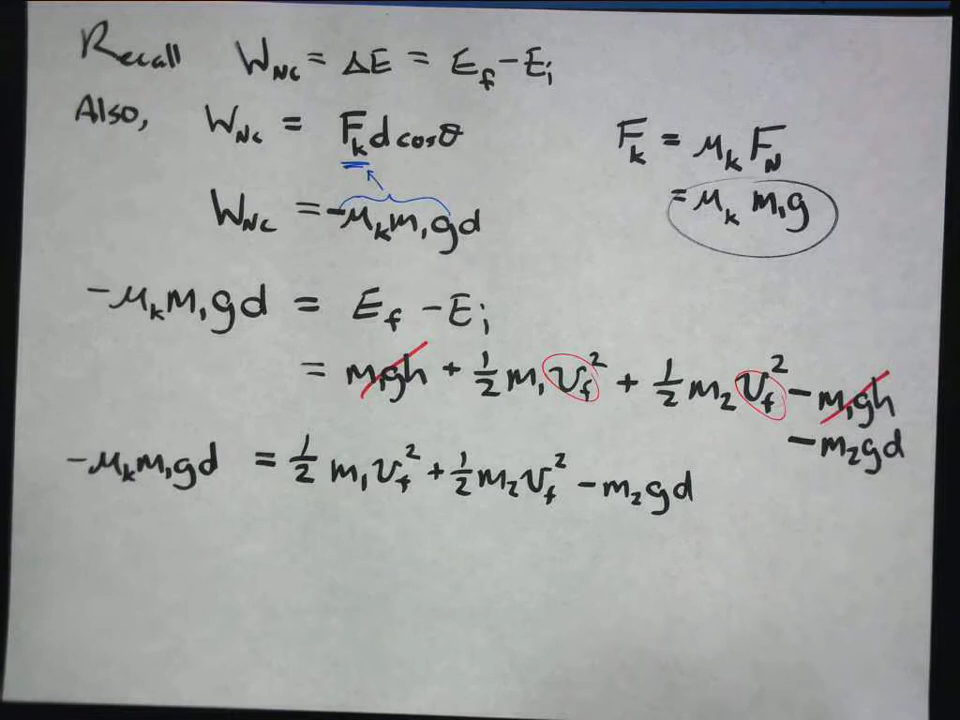 Recall W_NC = ΔE = E_f - E_i
Also, W_NC = F_k d cosθ
F_k = μ_k F_N
= μ_k m_1 g
W_NC = -μ_k m_1 g d
-μ_k m_1 g d = E_f - E_i
= m_1 g h + 1/2 m_1 v_f^2 + 1/2 m_2 v_f^2 - m_1 g h
- m_2 g d
-μ_k m_1 g d = 1/2 m_1 v_f^2 + 1/2 m_2 v_f^2 - m_2 g d